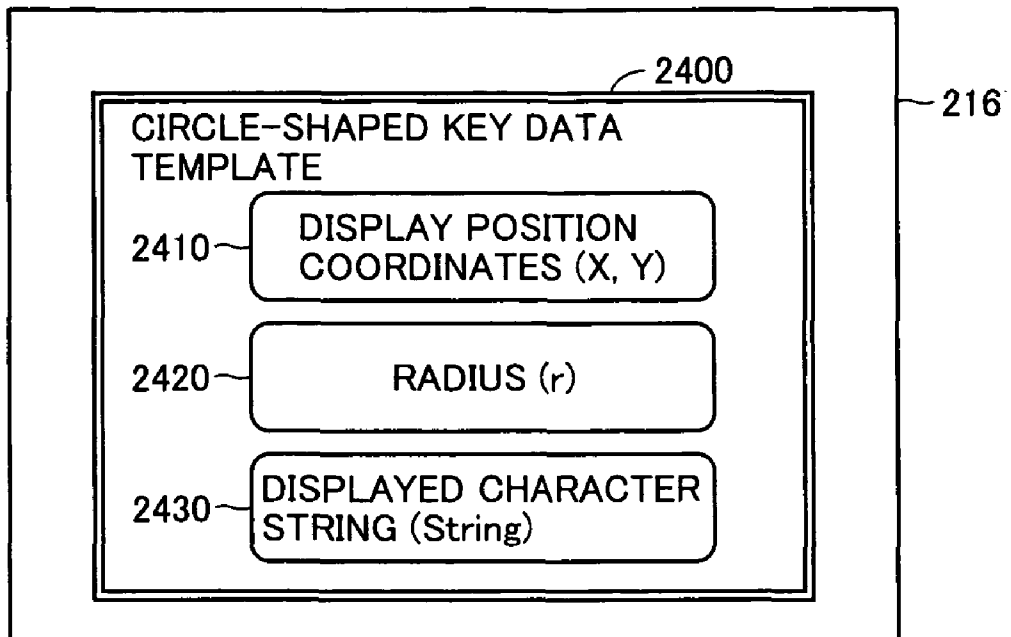 2400
216
CIRCLE-SHAPED KEY DATA
TEMPLATE
2410
DISPLAY POSITION
COORDINATES (X, Y)
2420
RADIUS (r)
2430
DISPLAYED CHARACTER
STRING (String)